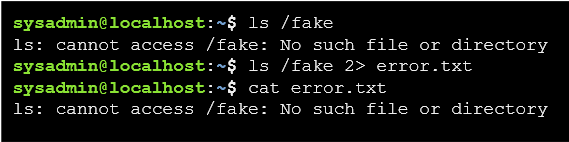 sysadmin@localhost:~$ ls /fake
ls: cannot access /fake: No such file or directory
sysadmin@localhost:~$ ls /fake 2> error.txt
sysadmin@localhost:~$ cat error.txt
ls: cannot access /fake: No such file or directory